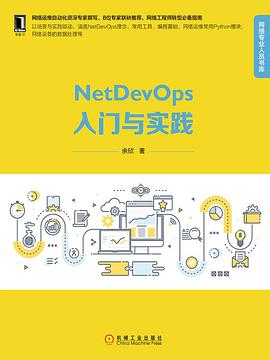 网络运维自动化资深专家撰写，8位专家联袂推荐，网络工程师转型必备指南
以场景与实践驱动，涵盖NetDevOps理念、常用工具、编程基础、网络运维常用Python模块、
网络设备的数据处理等
网络专业人员书库
NetDevOps
入门与实践
余欣 著
机械工业出版社
China Machine Press